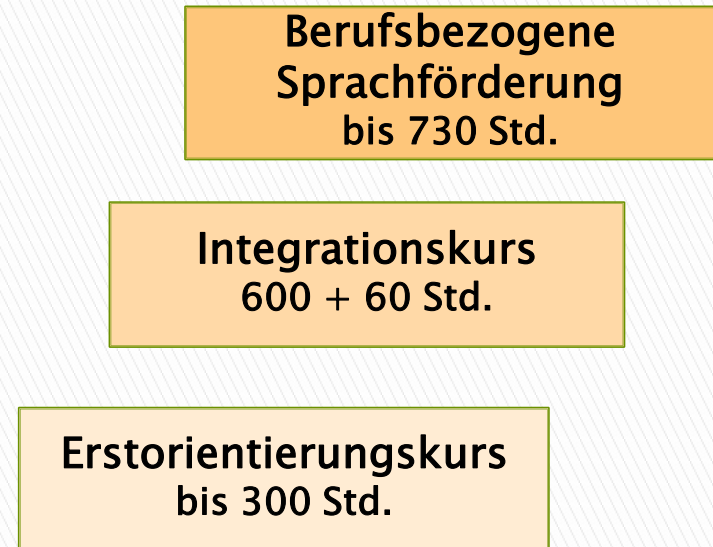 Berufsbezogene
Sprachförderung
bis 730 Std.
Integrationskurs
600 + 60 Std.
Erstorientierungskurs
bis 300 Std.